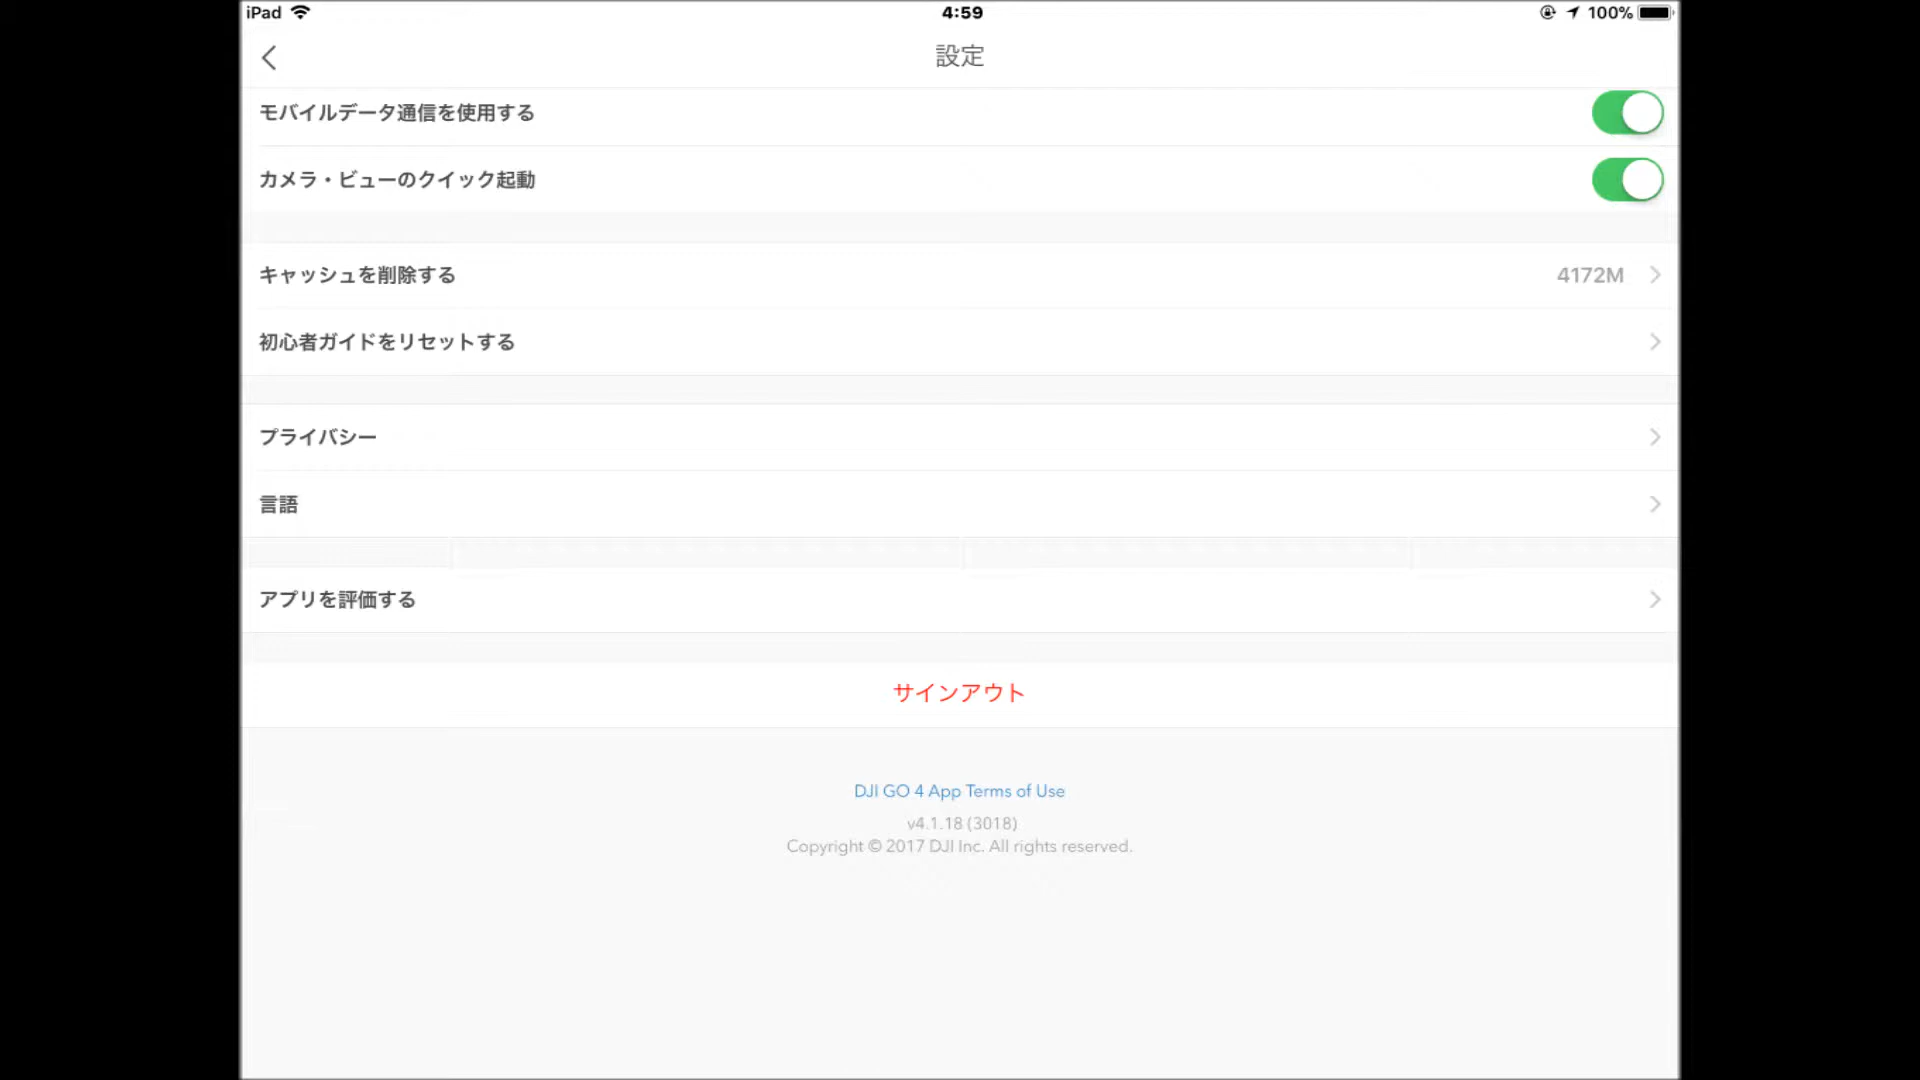 iPad 4:59 100%
設定
モバイルデータ通信を使用する
カメラ・ビューのクイック起動
キャッシュを削除する 4172M
初心者ガイドをリセットする
プライバシー
言語
アプリを評価する
サインアウト
DJI GO 4 App Terms of Use
v4.1.18 (3018)
Copyright © 2017 DJI Inc. All rights reserved.